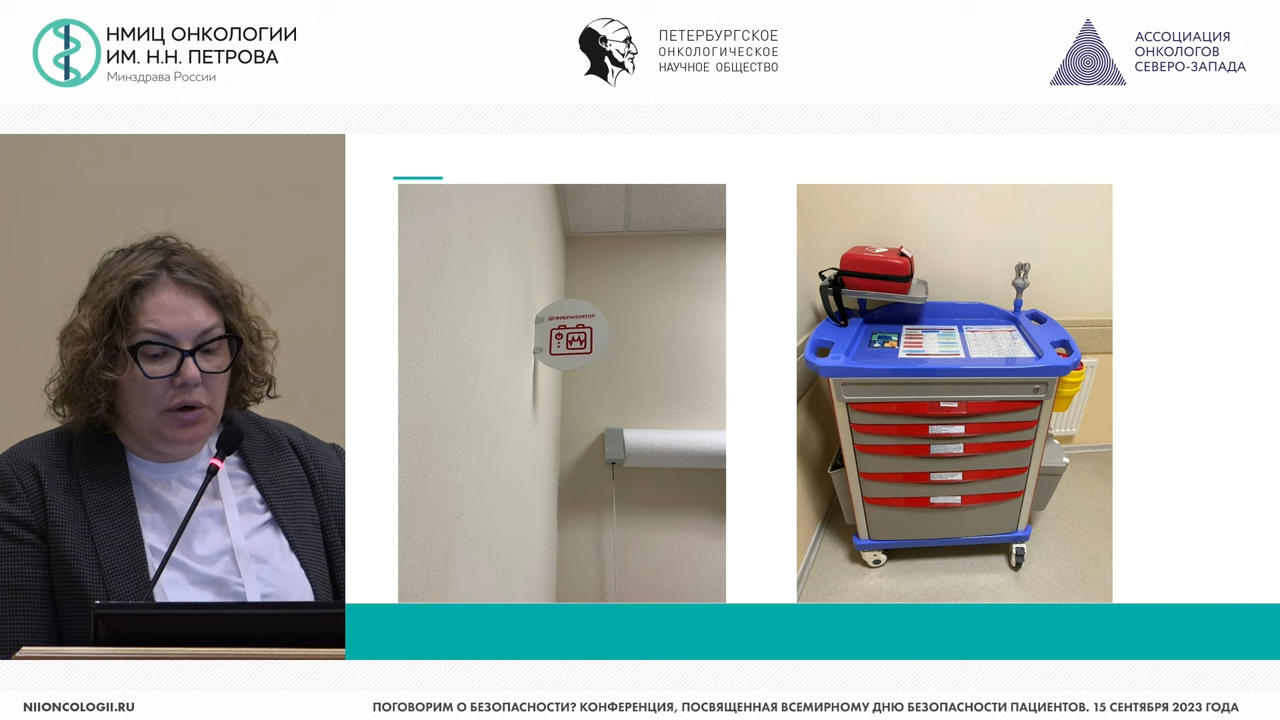 НМИЦ ОНКОЛОГИИ
ИМ. Н.Н. ПЕТРОВА
Минздрава России
ПЕТЕРБУРГСКОЕ
ОНКОЛОГИЧЕСКОЕ
НАУЧНОЕ ОБЩЕСТВО
АССОЦИАЦИЯ
ОНКОЛОГОВ
СЕВЕРО-ЗАПАДА
ДЕФИБРИЛЛЯТОР
NIIONCOLOGII.RU
ПОГОВОРИМ О БЕЗОПАСНОСТИ? КОНФЕРЕНЦИЯ, ПОСВЯЩЕННАЯ ВСЕМИРНОМУ ДНЮ БЕЗОПАСНОСТИ ПАЦИЕНТОВ. 15 СЕНТЯБРЯ 2023 ГОДА